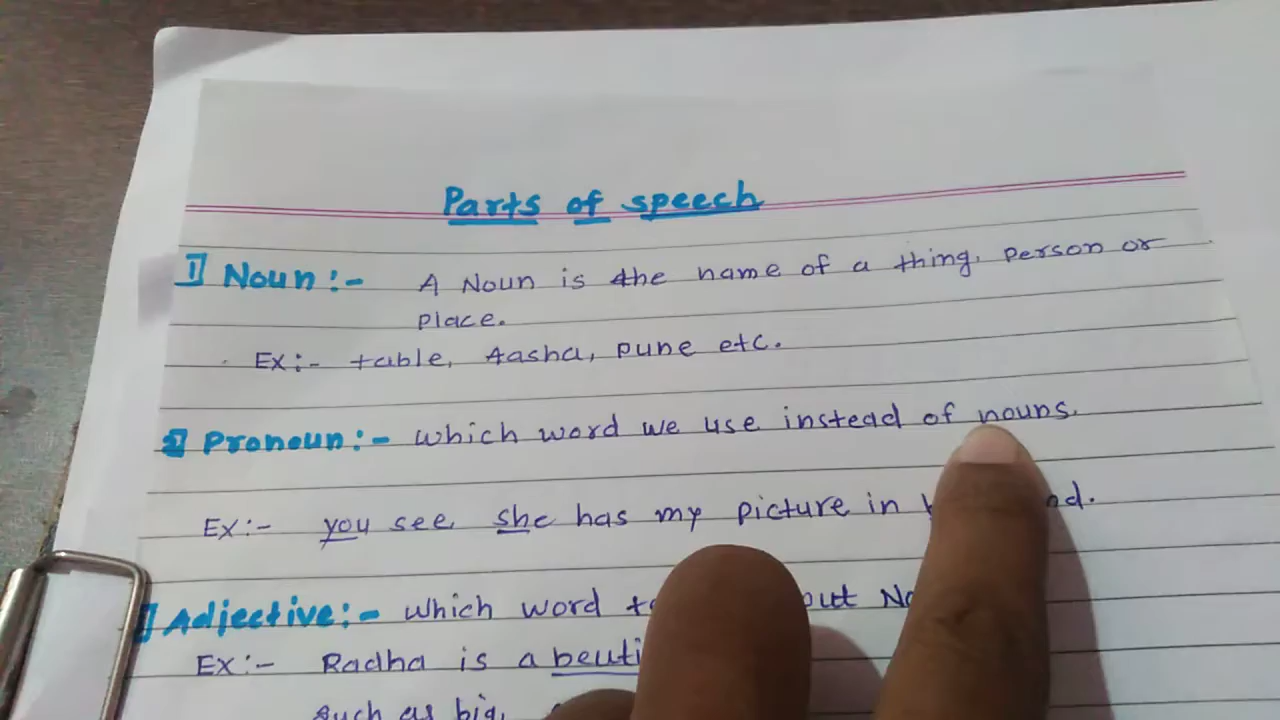 Parts of speech
1] Noun:- A Noun is the name of a thing, person or
place.
Ex:- table, Aasha, pune etc.
2] Pronoun:- which word we use instead of nouns.
Ex:- you see, she has my picture in
Adjective:- which word
Ex:- Radha is a
such as big,